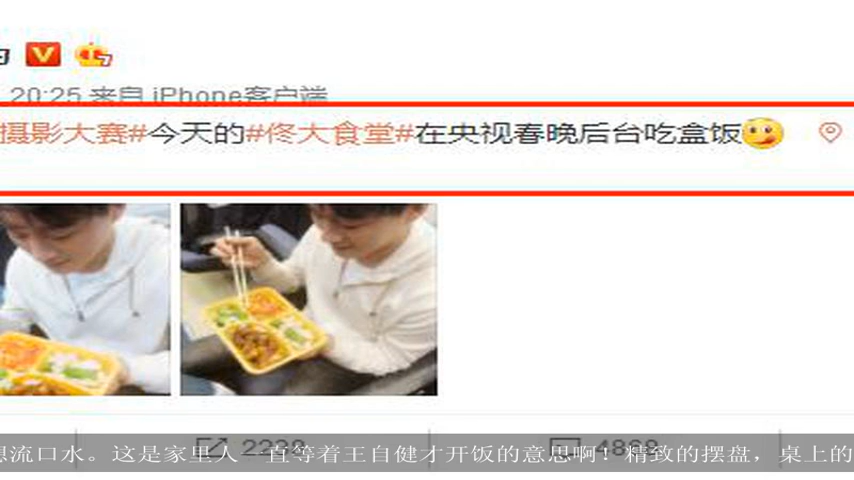 20:25 来自 iPhone客户端
摄影大赛#今天的#佟大食堂#在央视春晚后台吃盒饭
2239 4868
想流口水。这是家里人一直等着王自健才开饭的意思啊！精致的摆盘，桌上的